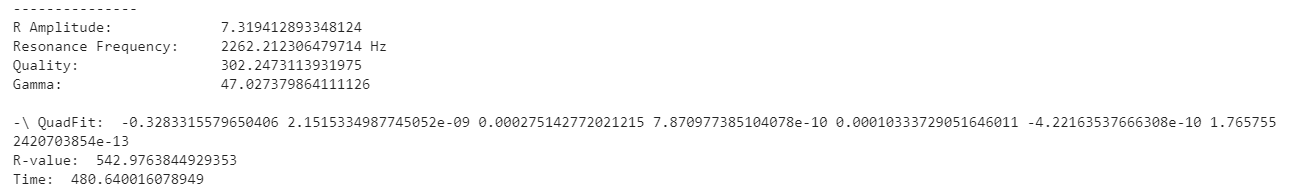 ---------------
R Amplitude:             7.319412893348124
Resonance Frequency:     2262.212306479714 Hz
Quality:                 302.2473113931975
Gamma:                   47.027379864111126
-\ QuadFit:  -0.3283315579650406 2.1515334987745052e-09 0.000275142772021215 7.870977385104078e-10 0.00010333729051646011 -4.22163537666308e-10 1.765755
2420703854e-13
R-value:  542.9763844929353
Time:  480.640016078949